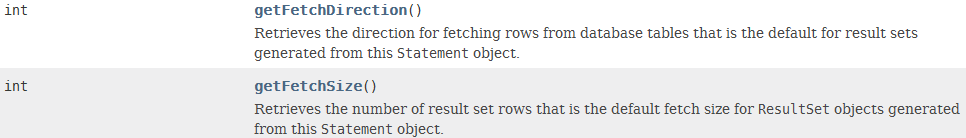 int getFetchDirection()
Retrieves the direction for fetching rows from database tables that is the default for result sets
generated from this Statement object.
int getFetchSize()
Retrieves the number of result set rows that is the default fetch size for ResultSet objects generated
from this Statement object.